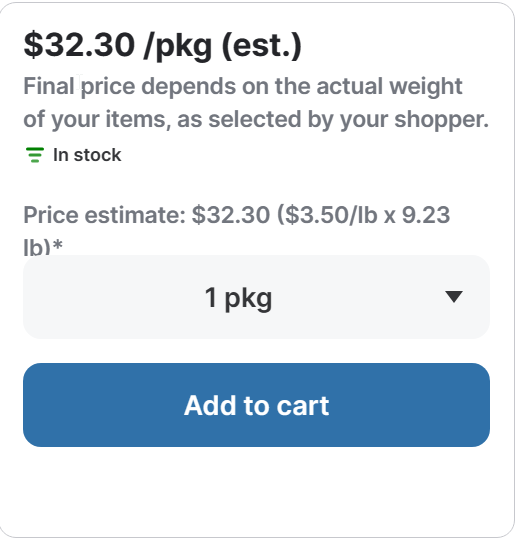 $32.30 /pkg (est.)
Final price depends on the actual weight
of your items, as selected by your shopper.
In stock
Price estimate: $32.30 ($3.50/lb x 9.23
lb)*
1 pkg
Add to cart